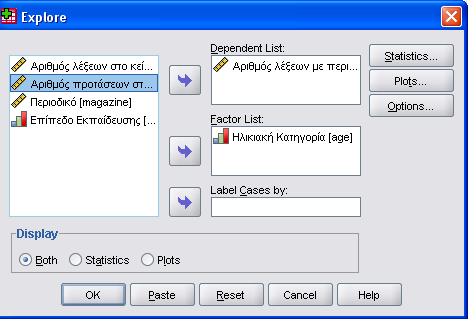 Explore
Αριθμός λέξεων στο κεί...
Αριθμός προτάσεων στ...
Περιοδικό [magazine]
Επίπεδο Εκπαίδευσης [...
Dependent List:
Αριθμός λέξεων με περι...
Factor List:
Ηλικιακή Κατηγορία [age]
Label Cases by:
Statistics...
Plots...
Options...
Display
Both
Statistics
Plots
OK
Paste
Reset
Cancel
Help